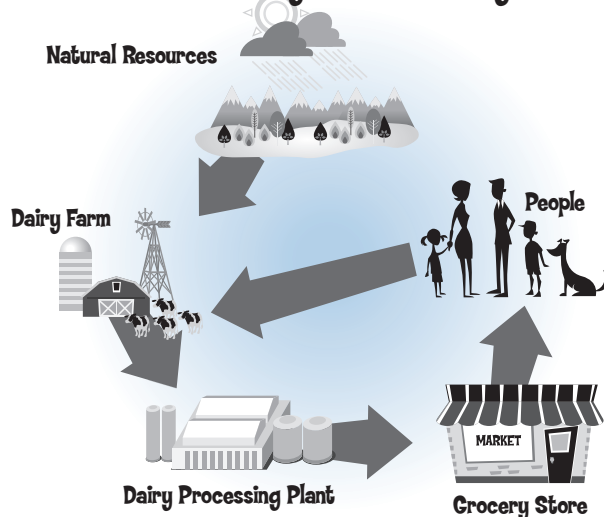 Natural Resources
Dairy Farm
People
MARKET
Dairy Processing Plant
Grocery Store